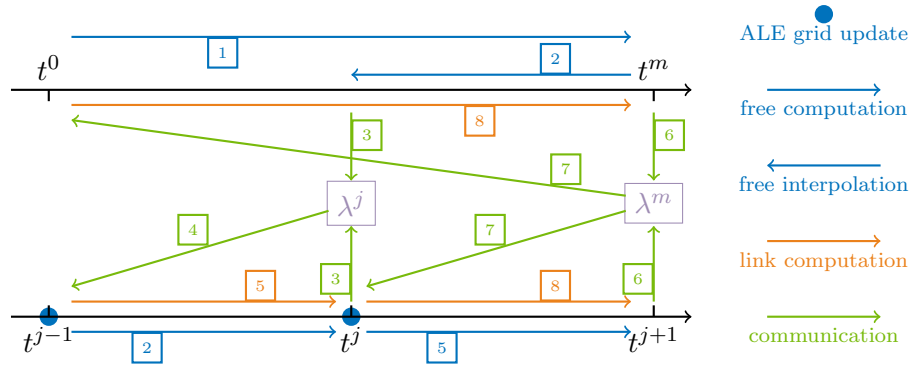 ALE grid update
1
2
t^0
t^m
free computation
8
3
6
7
free interpolation
λ^j
λ^m
4
7
link computation
5
3
8
6
t^{j-1}
t^j
t^{j+1}
communication
2
5